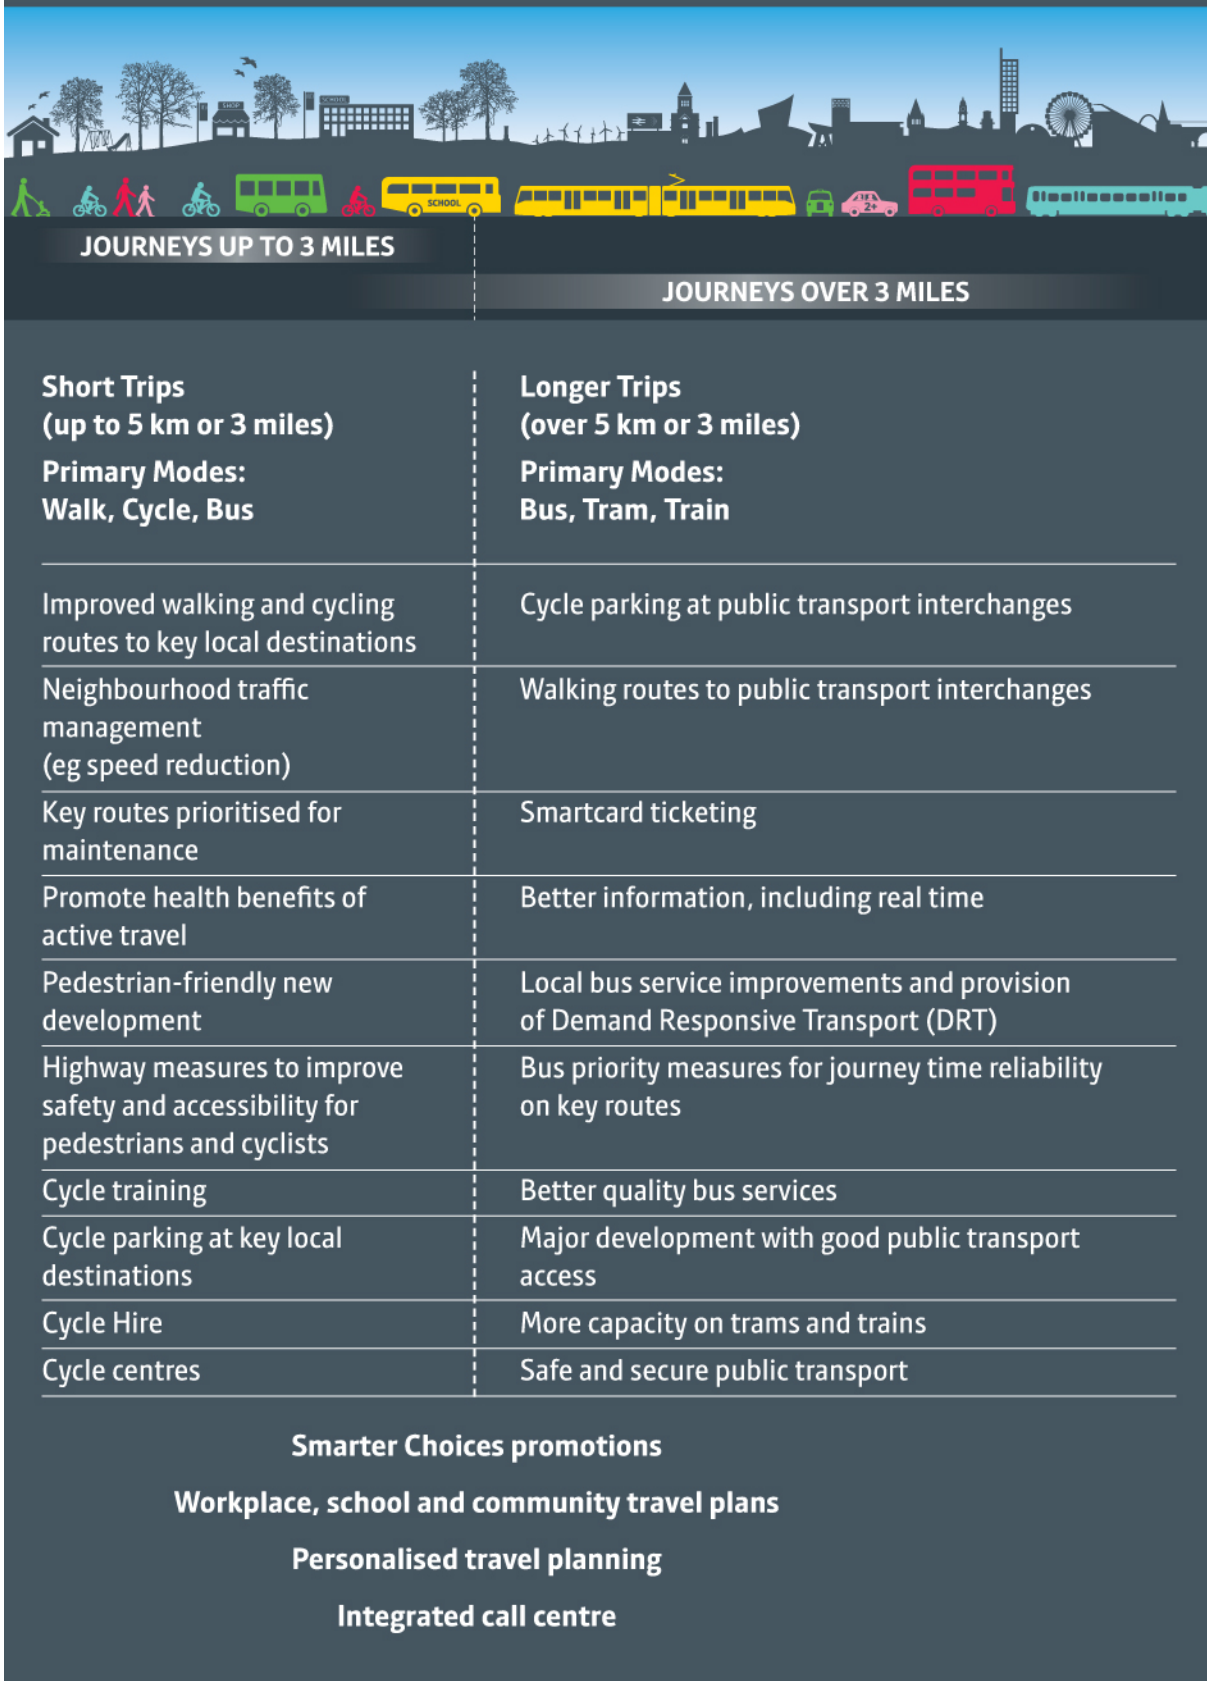 SHOP
SCHOOL
SCHOOL
2+
JOURNEYS UP TO 3 MILES
JOURNEYS OVER 3 MILES
Short Trips
(up to 5 km or 3 miles)
Primary Modes:
Walk, Cycle, Bus
Longer Trips
(over 5 km or 3 miles)
Primary Modes:
Bus, Tram, Train
Improved walking and cycling
routes to key local destinations
Cycle parking at public transport interchanges
Neighbourhood traffic
management
(eg speed reduction)
Walking routes to public transport interchanges
Key routes prioritised for
maintenance
Smartcard ticketing
Promote health benefits of
active travel
Better information, including real time
Pedestrian-friendly new
development
Local bus service improvements and provision
of Demand Responsive Transport (DRT)
Highway measures to improve
safety and accessibility for
pedestrians and cyclists
Bus priority measures for journey time reliability
on key routes
Cycle training
Better quality bus services
Cycle parking at key local
destinations
Major development with good public transport
access
Cycle Hire
More capacity on trams and trains
Cycle centres
Safe and secure public transport
Smarter Choices promotions
Workplace, school and community travel plans
Personalised travel planning
Integrated call centre